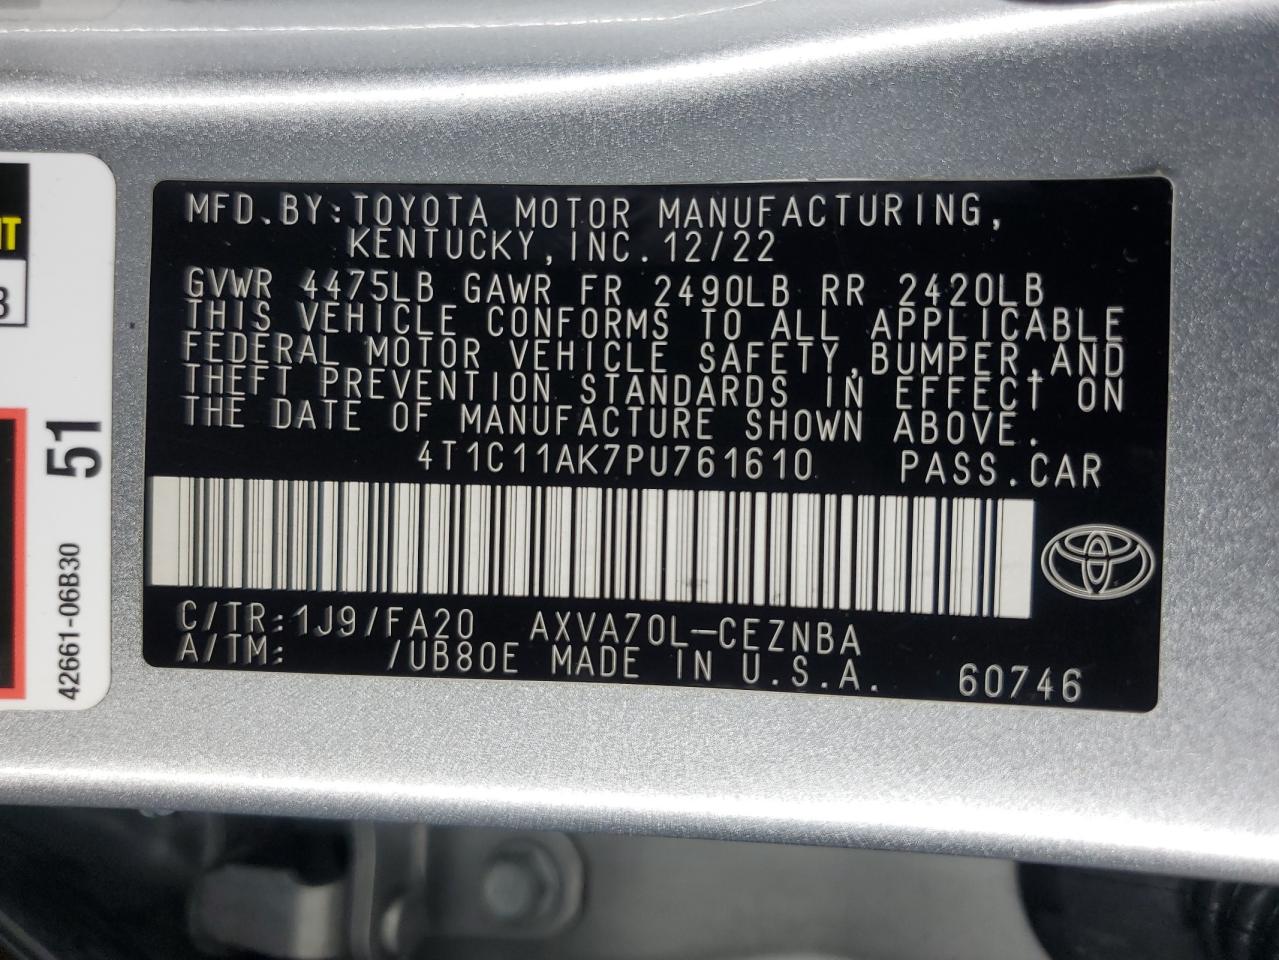 MFD.BY:TOYOTA MOTOR MANUFACTURING,
KENTUCKY,INC.12/22
GVWR 4475LB GAWR FR 2490LB RR 2420LB
THIS VEHICLE CONFORMS TO ALL APPLICABLE
FEDERAL MOTOR VEHICLE SAFETY,BUMPER,AND
THEFT PREVENTION STANDARDS IN EFFECT ON
THE DATE OF MANUFACTURE SHOWN ABOVE.
4T1C11AK7PU761610 PASS.CAR
C/TR:1J9/FA20 AXVA70L-CEZNBA
A/TM: /UB80E MADE IN U.S.A. 60746
51
42661-06B30